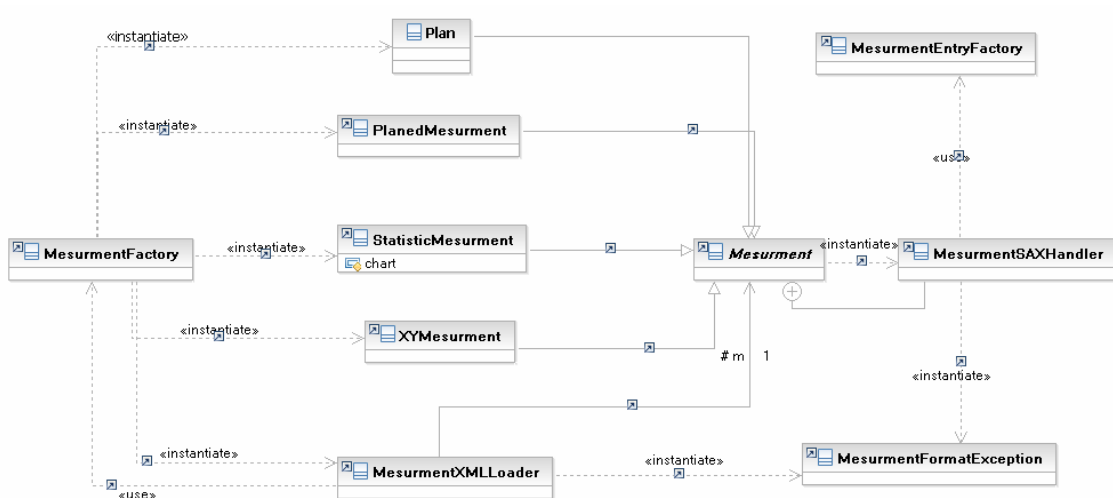 «instantiate»
Plan
MesurmentEntryFactory
«instantiate»
PlanedMesurment
«use»
MesurmentFactory
«instantiate»
StatisticMesurment
chart
Mesurment
«instantiate»
MesurmentSAXHandler
«instantiate»
XYMesurment
# m
1
«instantiate»
«instantiate»
MesurmentXMLLoader
«instantiate»
MesurmentFormatException
«use»